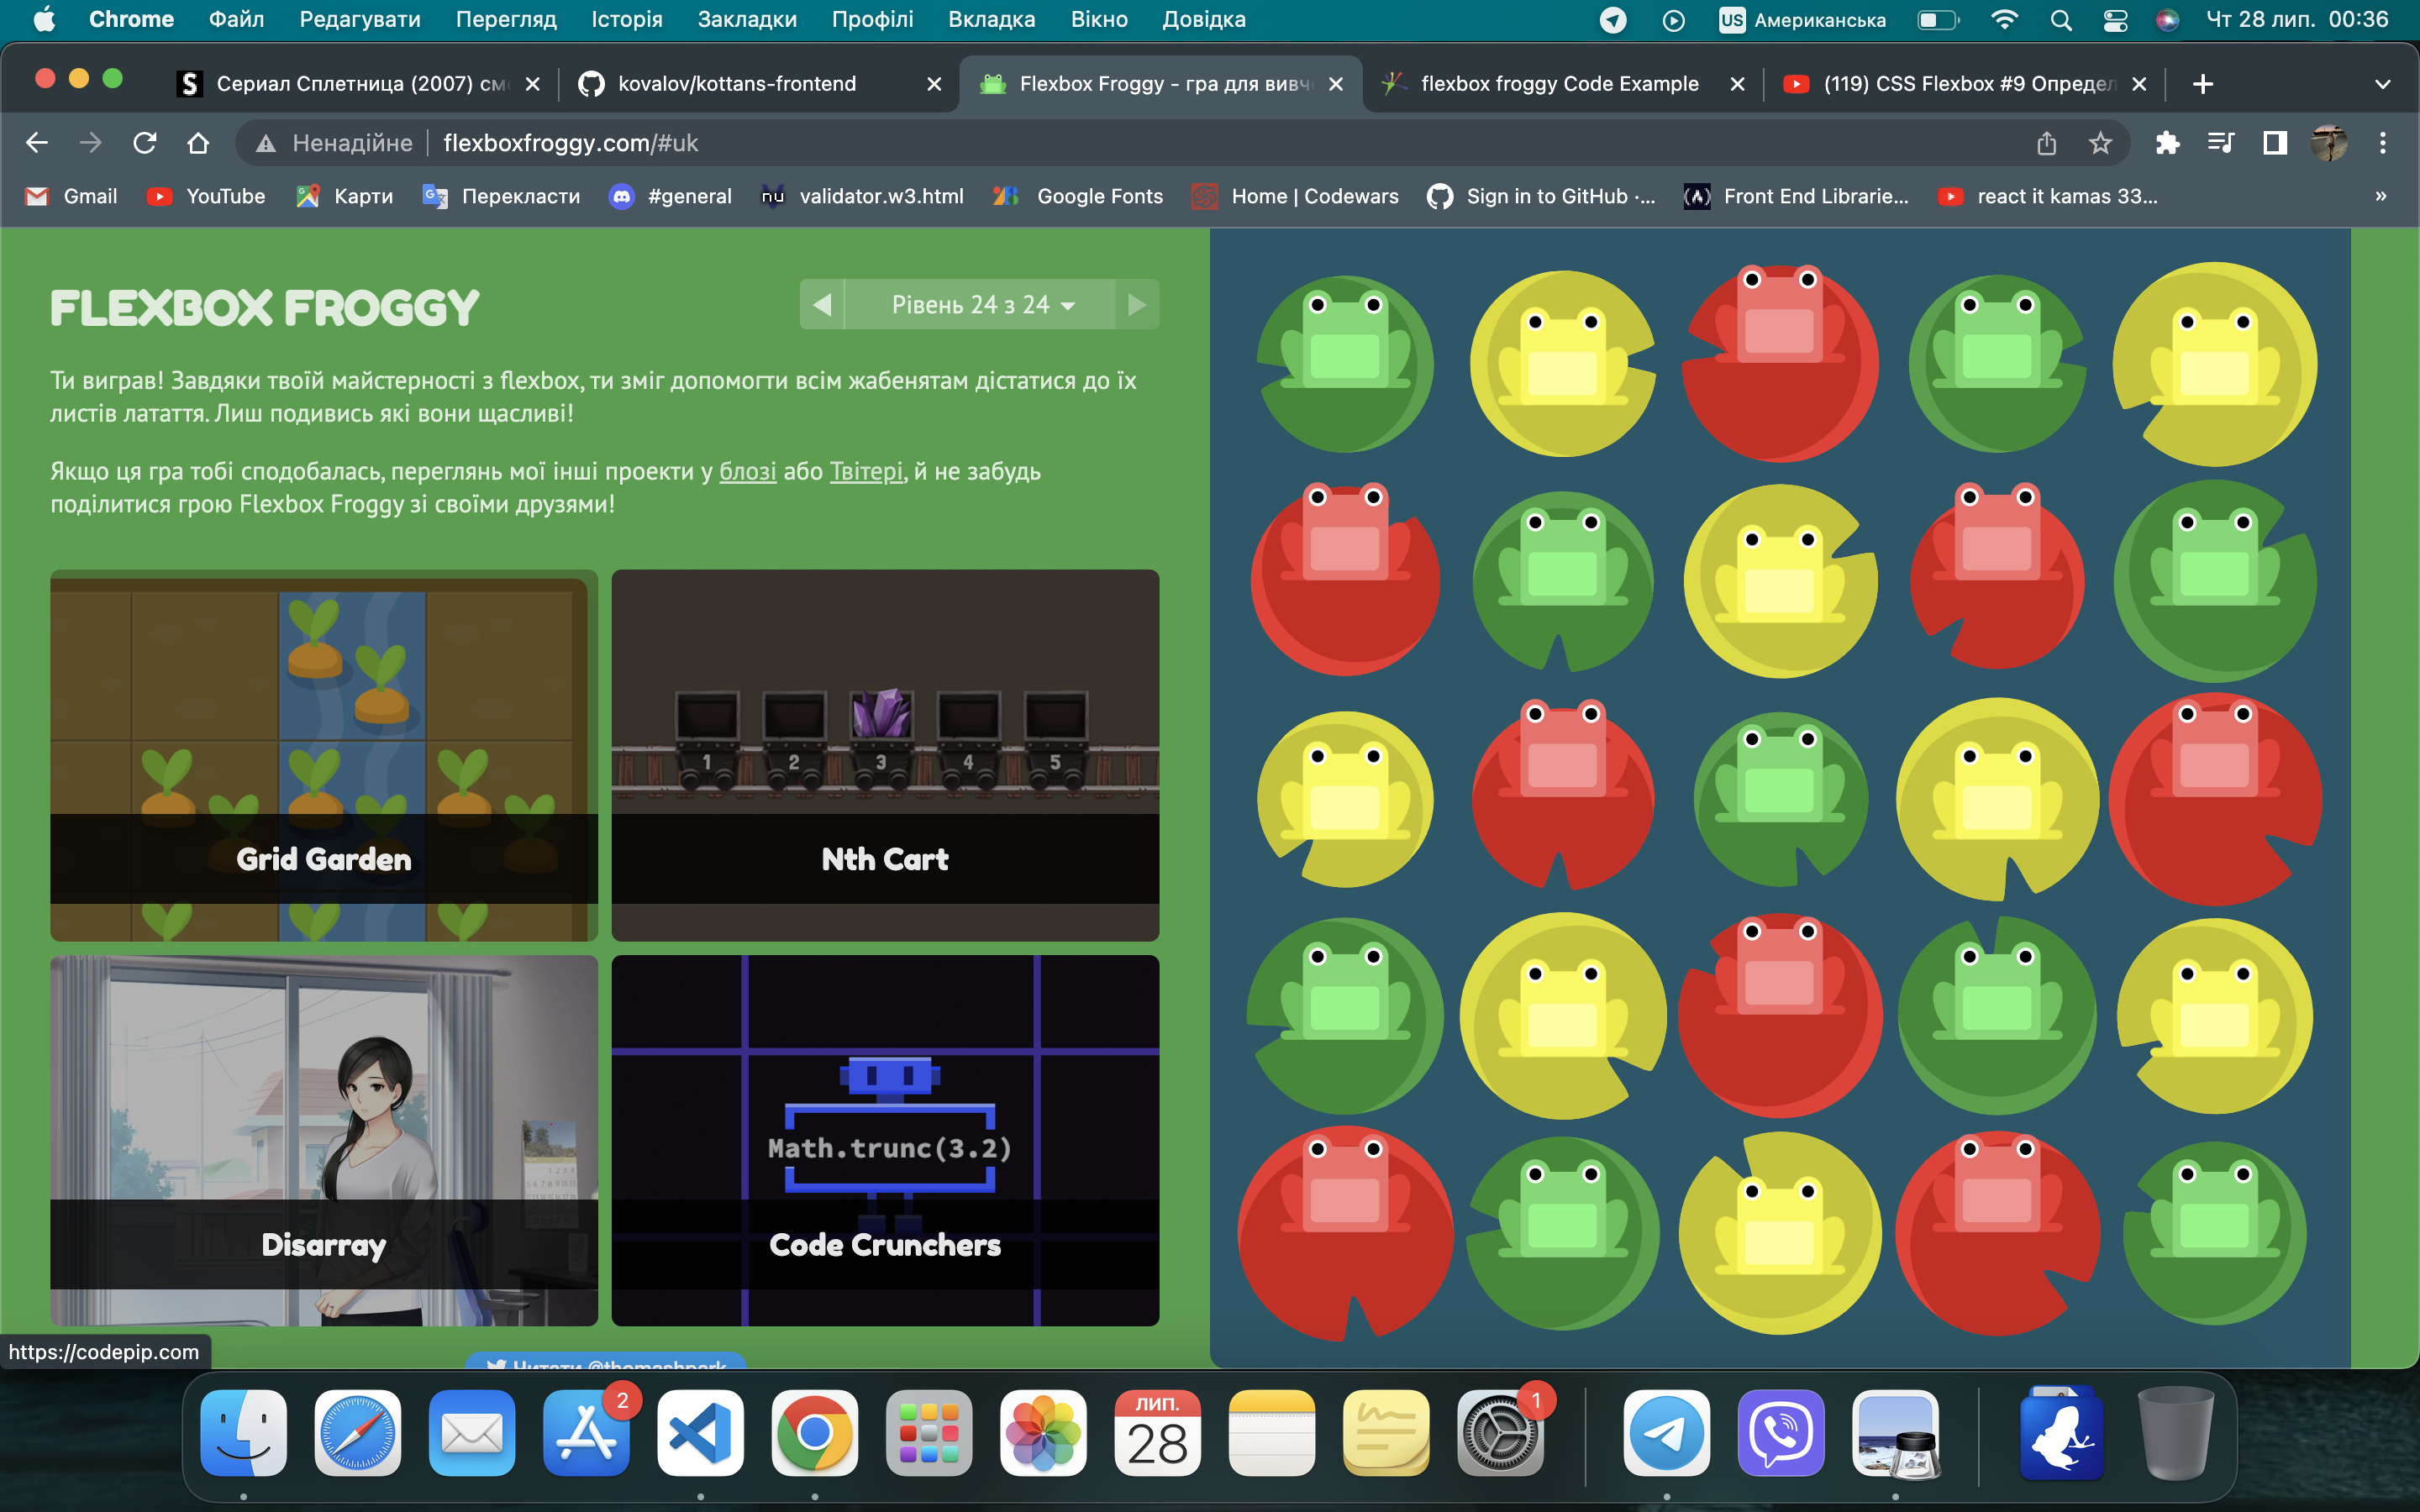 Chrome Файл Редагувати Перегляд Історія Закладки Профілі Вкладка Вікно Довідка US Американська Чт 28 лип. 00:36
Сериал Сплетница (2007) смо kovalov/kottans-frontend Flexbox Froggy - гра для вивч flexbox froggy Code Example (119) CSS Flexbox #9 Определ
Ненадійне flexboxfroggy.com/#uk
Gmail YouTube Карти Перекласти #general validator.w3.html Google Fonts Home | Codewars Sign in to GitHub ·... Front End Librarie... react it kamas 33... »
FLEXBOX FROGGY
Рівень 24 з 24
Ти виграв! Завдяки твоїй майстерності з flexbox, ти зміг допомогти всім жабенятам дістатися до їх
листів латаття. Лиш подивись які вони щасливі!
Якщо ця гра тобі сподобалась, переглянь мої інші проекти у блозі або Твітері, й не забудь
поділитися грою Flexbox Froggy зі своїми друзями!
1 2 3 4 5
Grid Garden Nth Cart
Math.trunc(3.2)
Disarray Code Crunchers
https://codepip.com
Читати @thomashpark
2 ЛИП. 1
28